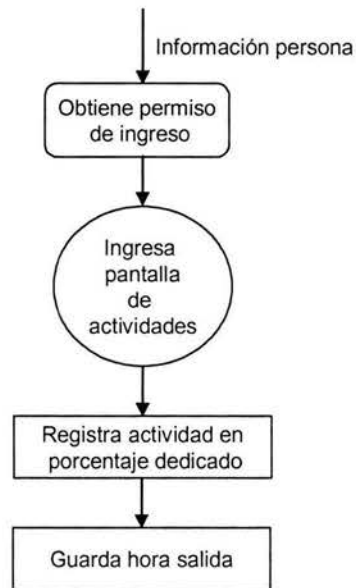 Información persona
Obtiene permiso
de ingreso
Ingresa
pantalla
de
actividades
Registra actividad en
porcentaje dedicado
Guarda hora salida